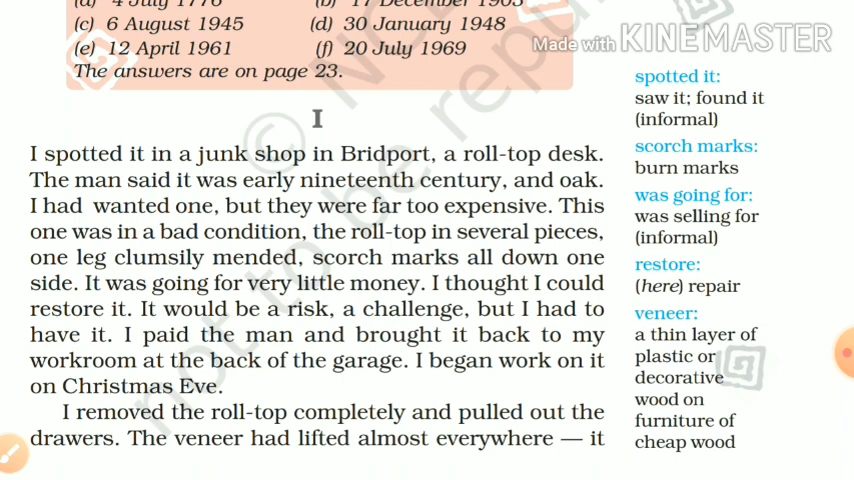 (a) 4 July 1776 (b) 17 December 1903
(c) 6 August 1945 (d) 30 January 1948
(e) 12 April 1961 (f) 20 July 1969
The answers are on page 23.
Made with KINEMASTER
I
I spotted it in a junk shop in Bridport, a roll-top desk.
The man said it was early nineteenth century, and oak.
I had wanted one, but they were far too expensive. This
one was in a bad condition, the roll-top in several pieces,
one leg clumsily mended, scorch marks all down one
side. It was going for very little money. I thought I could
restore it. It would be a risk, a challenge, but I had to
have it. I paid the man and brought it back to my
workroom at the back of the garage. I began work on it
on Christmas Eve.
I removed the roll-top completely and pulled out the
drawers. The veneer had lifted almost everywhere — it
spotted it:
saw it; found it
(informal)
scorch marks:
burn marks
was going for:
was selling for
(informal)
restore:
(here) repair
veneer:
a thin layer of
plastic or
decorative
wood on
furniture of
cheap wood
© NC
not to be repu